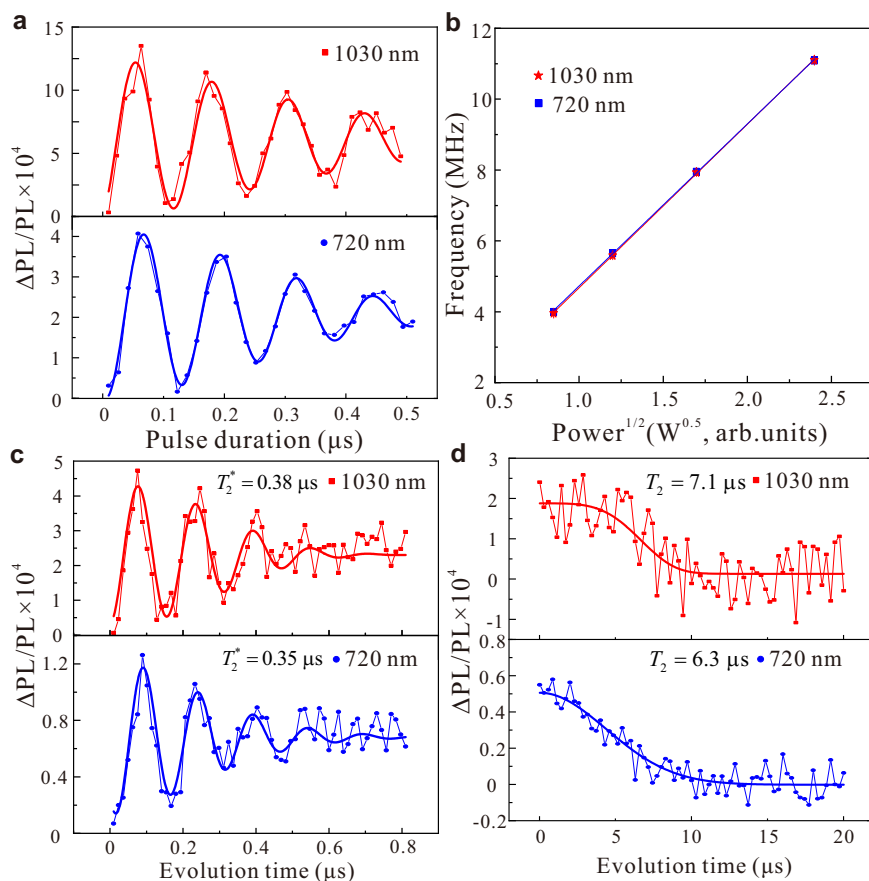 a
15
10
5
0
1030 nm
4
3
2
1
0
720 nm
ΔPL/PL×10⁴
0
0.1
0.2
0.3
0.4
0.5
Pulse duration (μs)
b
12
10
8
6
4
2
Frequency (MHz)
1030 nm
720 nm
0.5
1.0
1.5
2.0
2.5
Power¹ᐟ²(W⁰·⁵, arb.units)
c
5
4
3
2
1
0
T₂* = 0.38 μs
1030 nm
1.2
0.8
0.4
0
T₂* = 0.35 μs
720 nm
ΔPL/PL×10⁴
0
0.2
0.4
0.6
0.8
Evolution time (μs)
d
3
2
1
0
-1
T₂ = 7.1 μs
1030 nm
0.8
0.6
0.4
0.2
0
-0.2
T₂ = 6.3 μs
720 nm
ΔPL/PL×10⁴
0
5
10
15
20
Evolution time (μs)